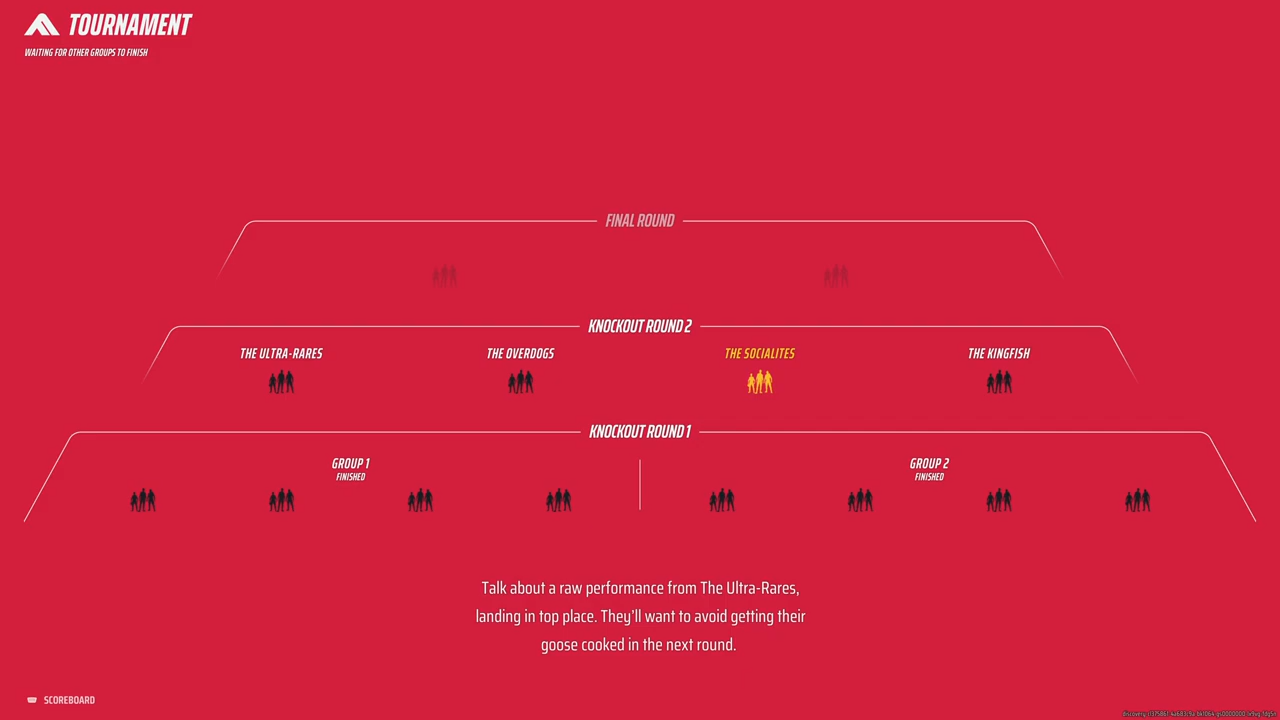 TOURNAMENT
WAITING FOR OTHER GROUPS TO FINISH
FINAL ROUND
KNOCKOUT ROUND 2
THE ULTRA-RARES
THE OVERDOGS
THE SOCIALITES
THE KINGFISH
KNOCKOUT ROUND 1
GROUP 1
FINISHED
GROUP 2
FINISHED
Talk about a raw performance from The Ultra-Rares,
landing in top place. They'll want to avoid getting their
goose cooked in the next round.
SCOREBOARD